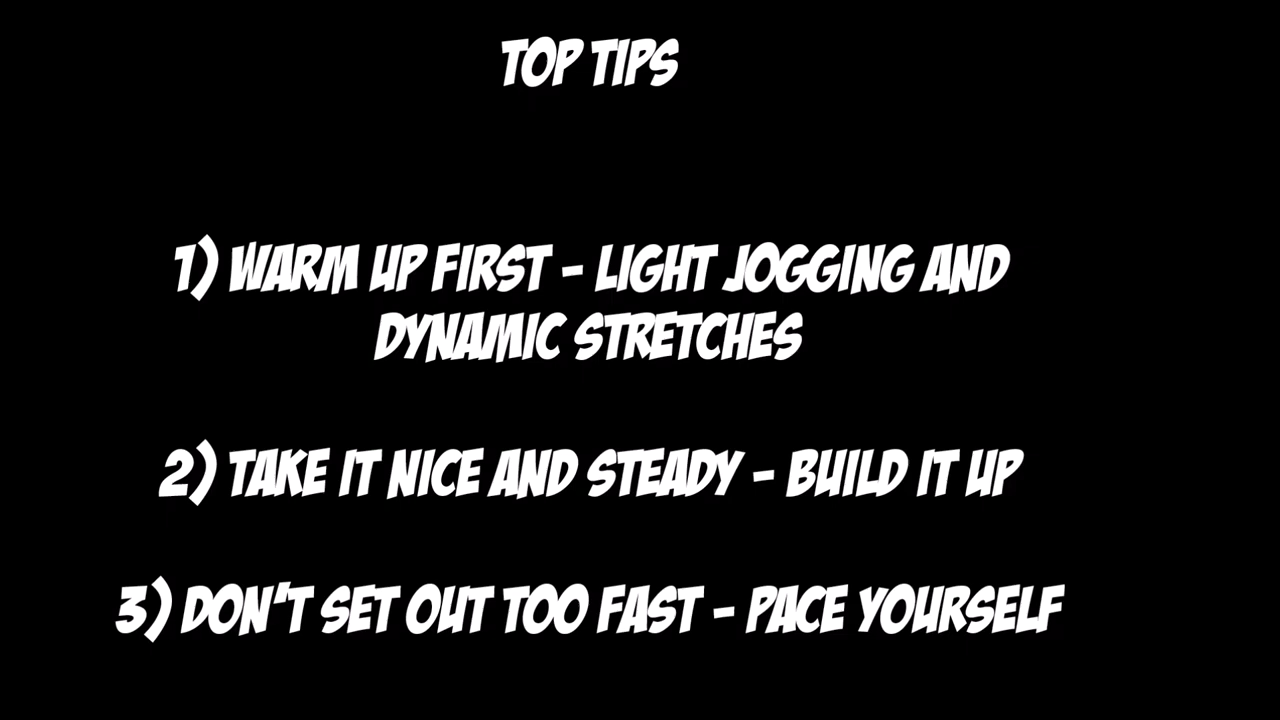 TOP TIPS
1) WARM UP FIRST - LIGHT JOGGING AND
DYNAMIC STRETCHES
2) TAKE IT NICE AND STEADY - BUILD IT UP
3) DON'T SET OUT TOO FAST - PACE YOURSELF